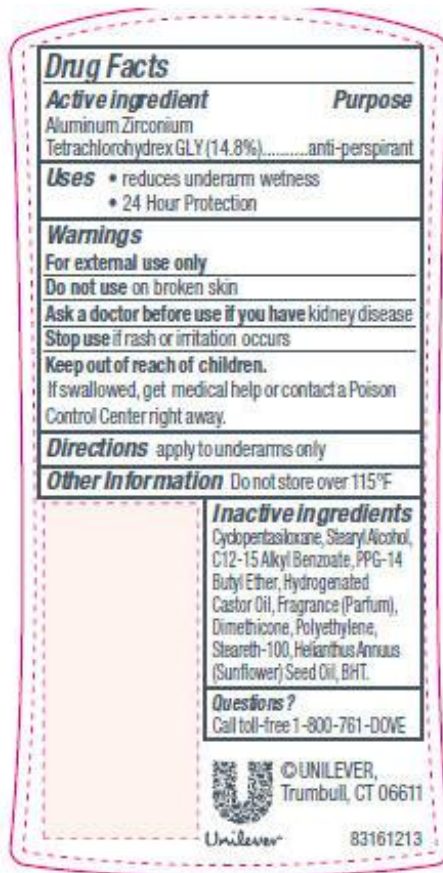 Drug Facts
Active ingredient Purpose
Aluminum Zirconium
Tetrachlorohydrex GLY (14.8%)...........anti-perspirant
Uses • reduces underarm wetness
• 24 Hour Protection
Warnings
For external use only
Do not use on broken skin
Ask a doctor before use if you have kidney disease
Stop use if rash or irritation occurs
Keep out of reach of children.
If swallowed, get medical help or contact a Poison
Control Center right away.
Directions apply to underarms only
Other Information Do not store over 115°F
Inactive ingredients
Cyclopentasiloxane, Stearyl Alcohol,
C12-15 Alkyl Benzoate, PPG-14
Butyl Ether, Hydrogenated
Castor Oil, Fragrance (Parfum),
Dimethicone, Polyethylene,
Steareth-100, Helianthus Annuus
(Sunflower) Seed Oil, BHT.
Questions?
Call toll-free 1-800-761-DOVE
© UNILEVER,
Trumbull, CT 06611
Unilever 83161213